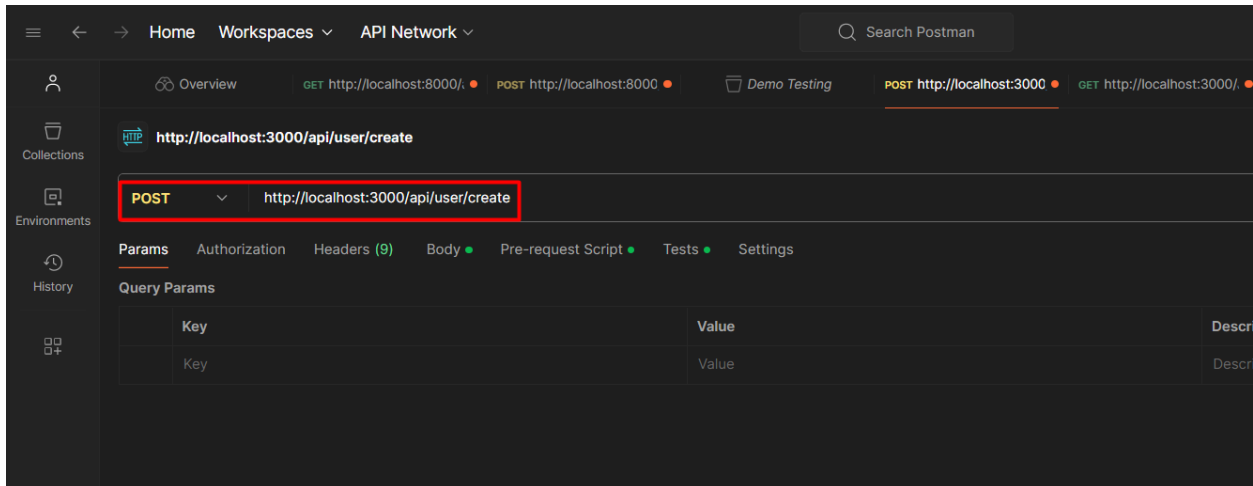 Home Workspaces API Network Search Postman
Overview GET http://localhost:8000/ POST http://localhost:8000 Demo Testing POST http://localhost:3000 GET http://localhost:3000/
Collections
HTTP http://localhost:3000/api/user/create
Environments
POST http://localhost:3000/api/user/create
History
Params Authorization Headers (9) Body Pre-request Script Tests Settings
Query Params
Key Value Descri
Key Value Descr